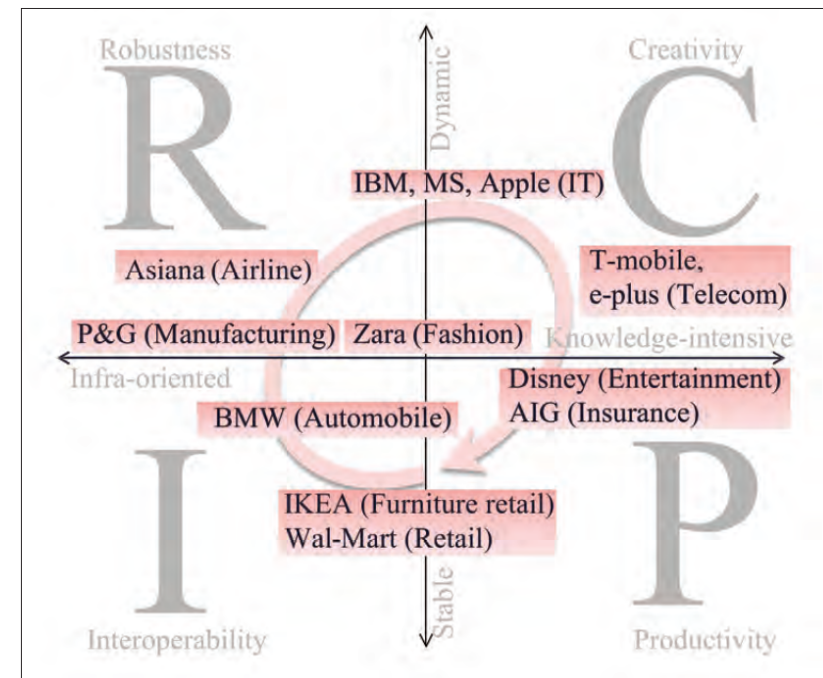 Robustness
Creativity
R
C
Dynamic
IBM, MS, Apple (IT)
Asiana (Airline)
T-mobile,
e-plus (Telecom)
P&G (Manufacturing)
Zara (Fashion)
Knowledge-intensive
Infra-oriented
Disney (Entertainment)
AIG (Insurance)
BMW (Automobile)
I
P
IKEA (Furniture retail)
Wal-Mart (Retail)
Stable
Interoperability
Productivity